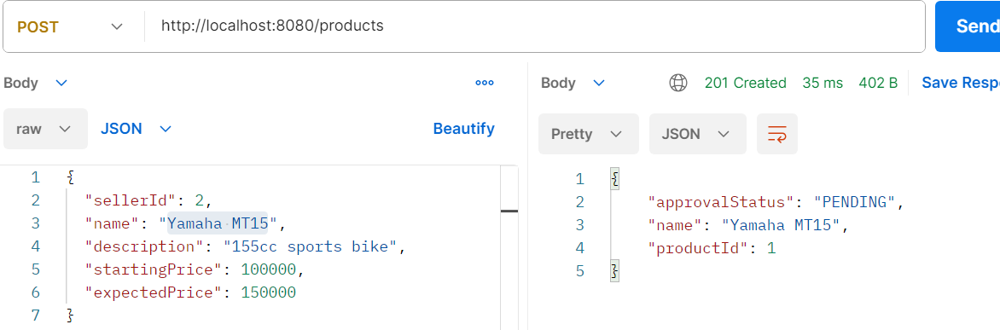 POST http://localhost:8080/products Send
Body
raw JSON Beautify
1 {
2 "sellerId": 2,
3 "name": "Yamaha MT15",
4 "description": "155cc sports bike",
5 "startingPrice": 100000,
6 "expectedPrice": 150000
7 }
Body 201 Created 35 ms 402 B Save Resp
Pretty JSON
1 {
2 "approvalStatus": "PENDING",
3 "name": "Yamaha MT15",
4 "productId": 1
5 }